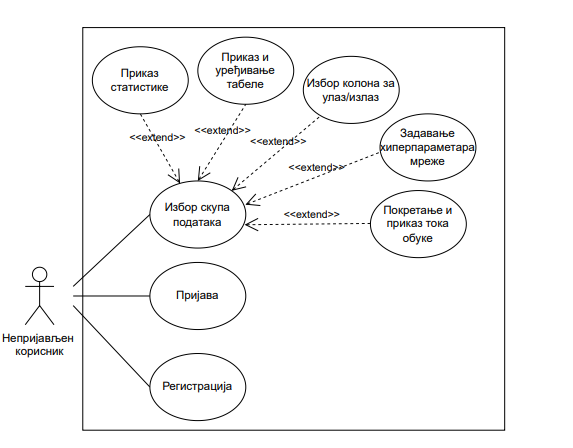 Приказ
статистике
Приказ и
уређивање
табеле
Избор колона за
улаз/излаз
Задавање
хиперпараметара
мреже
Покретање и
приказ тока
обуке
<<extend>>
<<extend>>
<<extend>>
<<extend>>
<<extend>>
Избор скупа
података
Пријава
Регистрација
Непријављен
корисник